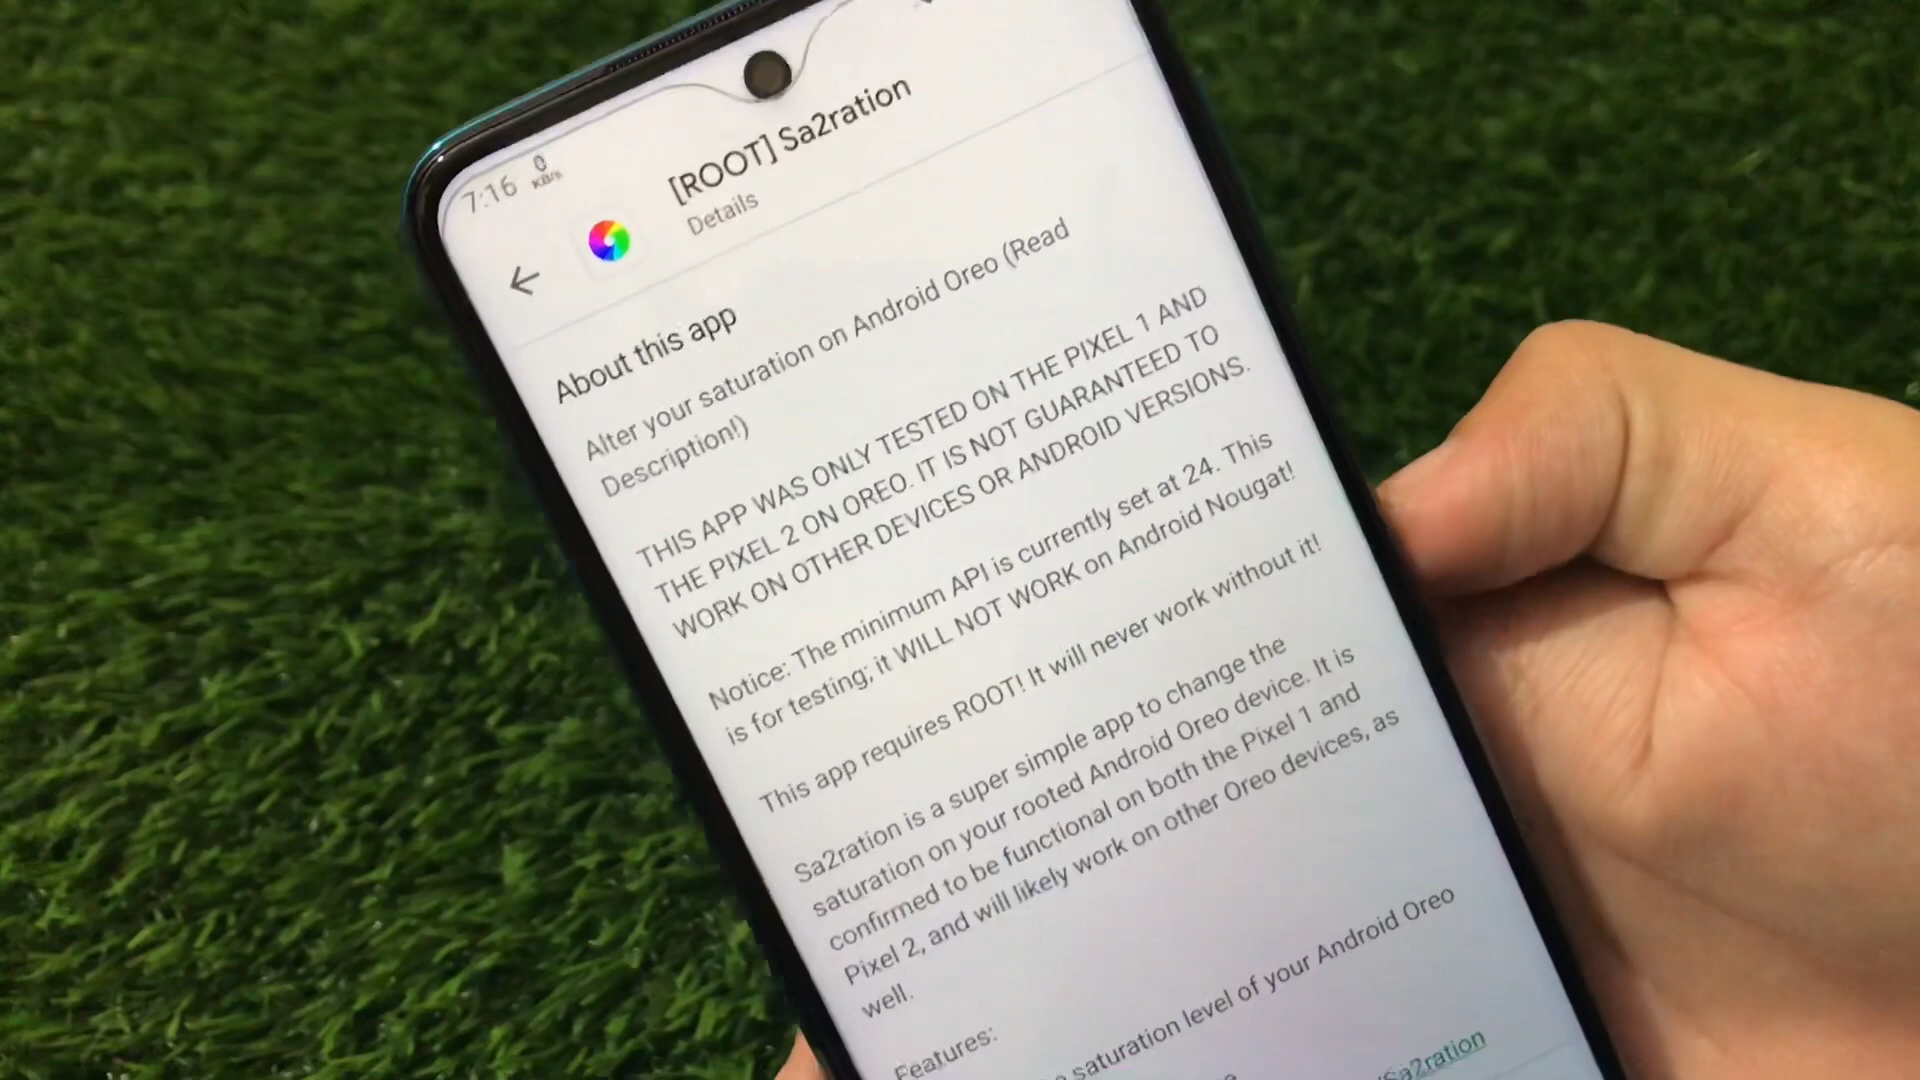 7:16
0
KB/s
[ROOT] Sa2ration
Details
About this app
Alter your saturation on Android Oreo (Read
Description!)
THIS APP WAS ONLY TESTED ON THE PIXEL 1 AND
THE PIXEL 2 ON OREO. IT IS NOT GUARANTEED TO
WORK ON OTHER DEVICES OR ANDROID VERSIONS.
Notice: The minimum API is currently set at 24. This
is for testing; it WILL NOT WORK on Android Nougat!
This app requires ROOT! It will never work without it!
Sa2ration is a super simple app to change the
saturation on your rooted Android Oreo device. It is
confirmed to be functional on both the Pixel 1 and
Pixel 2, and will likely work on other Oreo devices, as
well.
Features:
saturation level of your Android Oreo
/Sa2ration